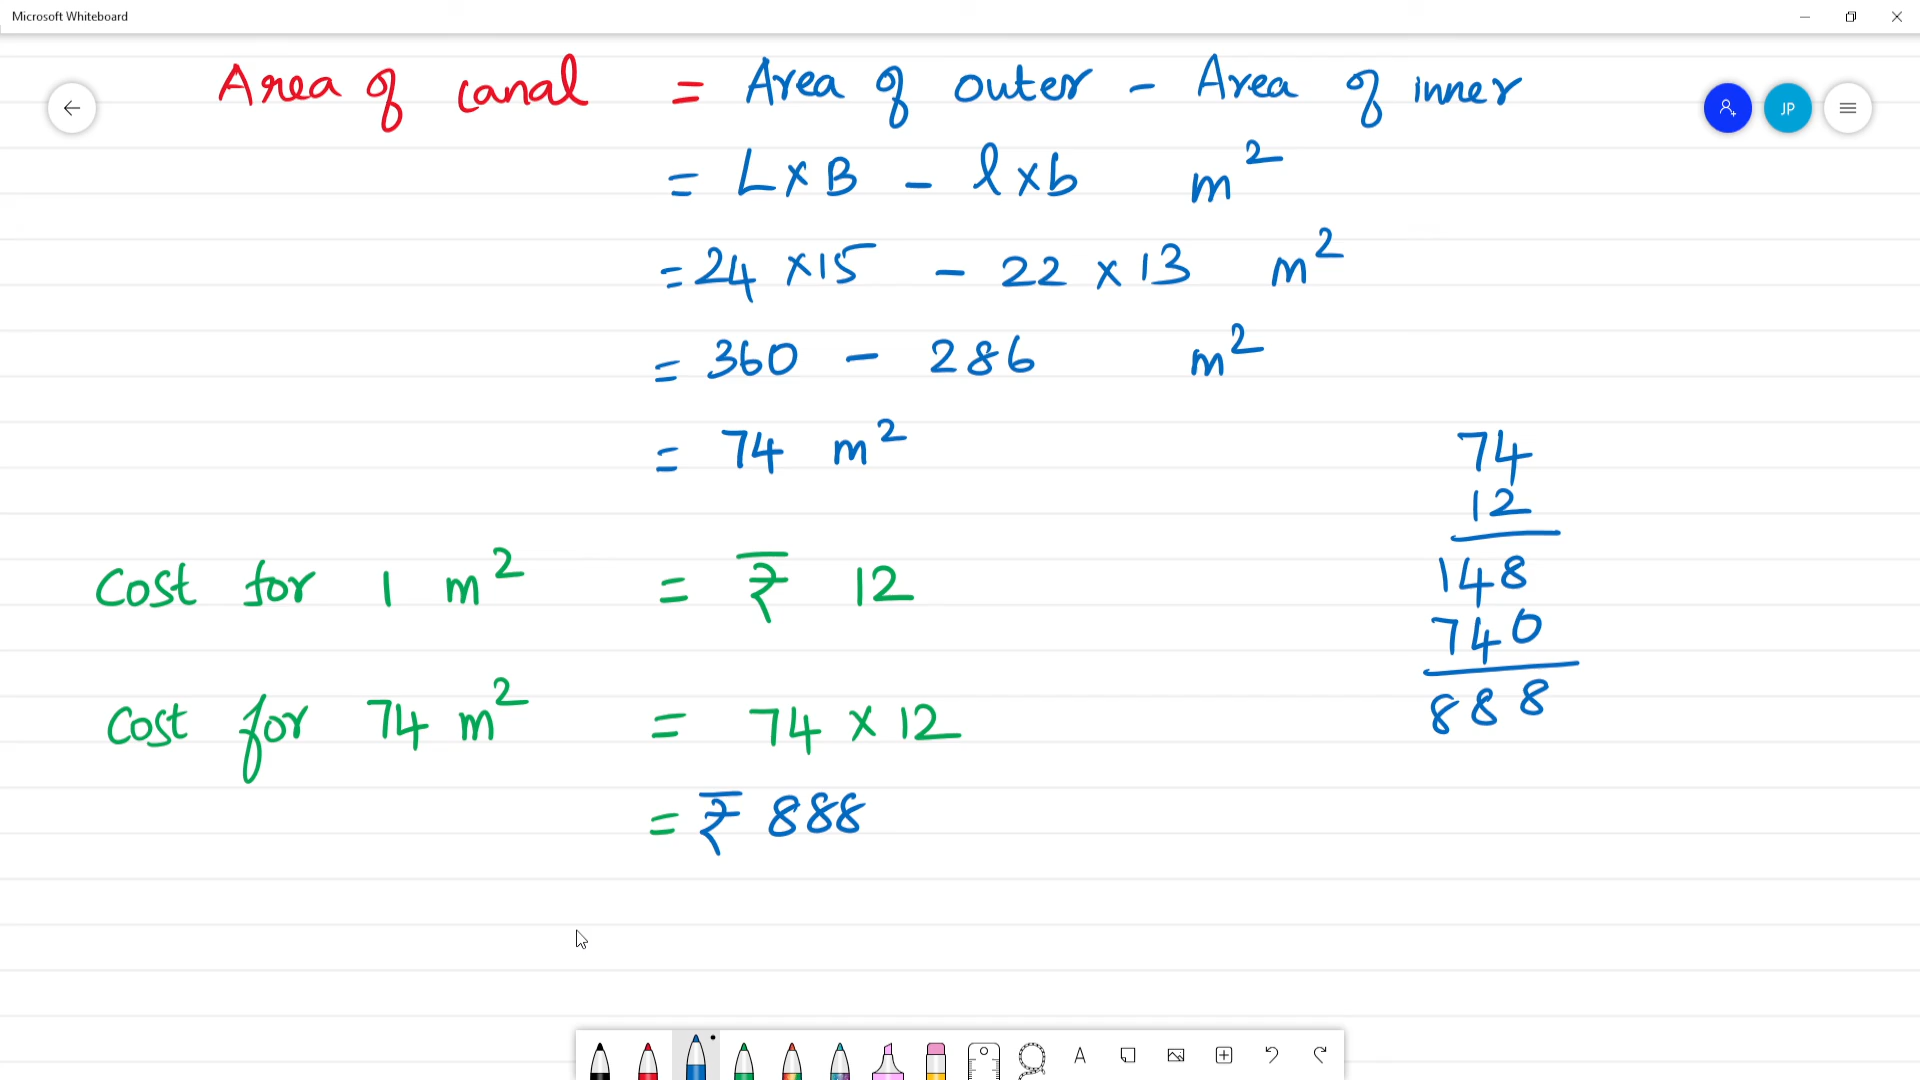 Microsoft Whiteboard
Area of canal = Area of outer - Area of inner
JP
= L×B - l×b m²
= 24 ×15 - 22 × 13 m²
= 360 - 286 m²
= 74 m²
74
12
148
740
888
Cost for 1 m² = ₹ 12
Cost for 74 m² = 74 × 12
= ₹ 888
A